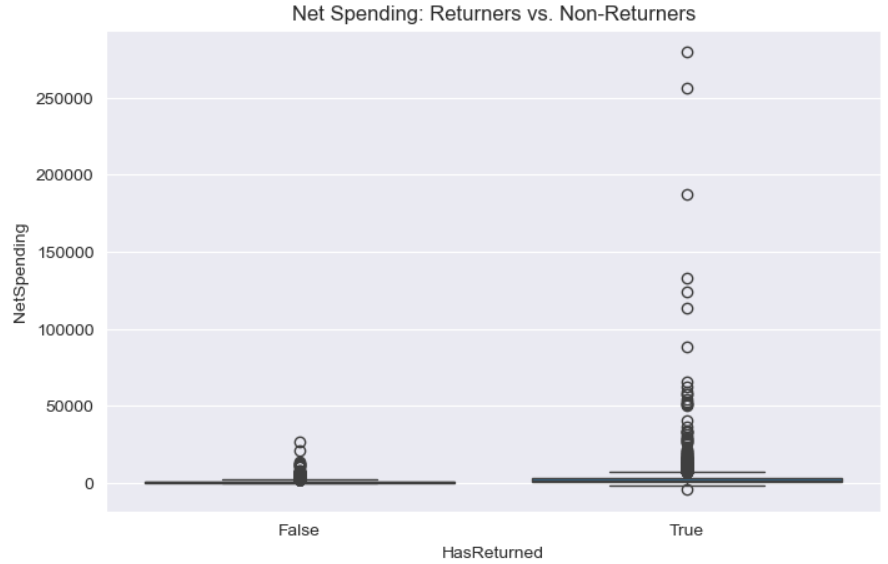 Net Spending: Returners vs. Non-Returners
250000
200000
150000
100000
50000
0
NetSpending
False
True
HasReturned